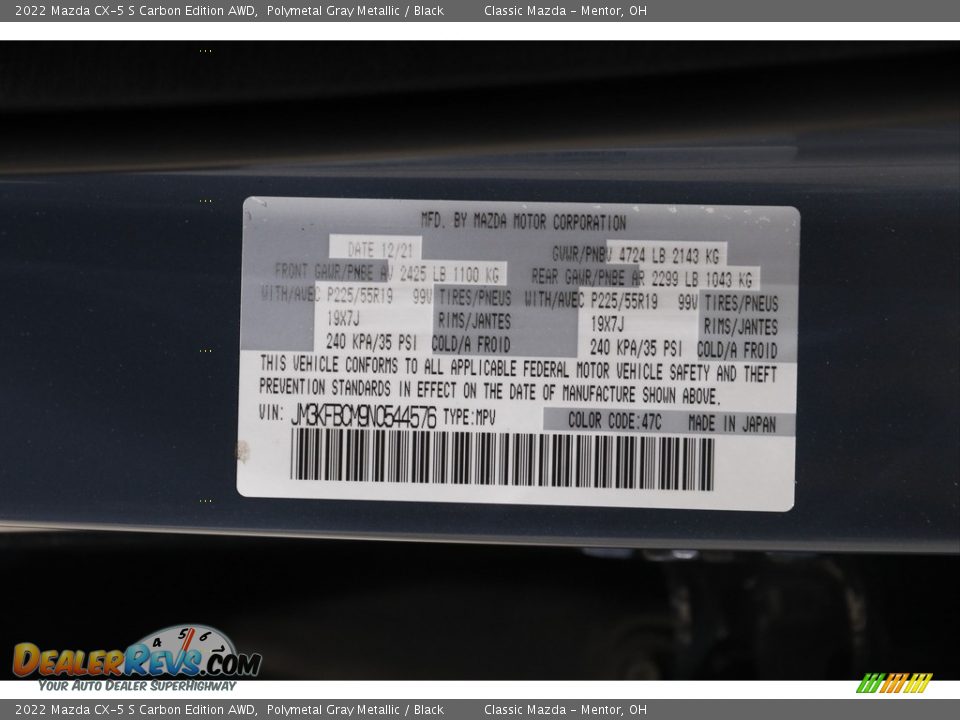 2022 Mazda CX-5 S Carbon Edition AWD, Polymetal Gray Metallic / Black Classic Mazda - Mentor, OH
MFD. BY MAZDA MOTOR CORPORATION
DATE 12/21 GVWR/PNBV 4724 LB 2143 KG
FRONT GAWR/PNBE AV 2425 LB 1100 KG REAR GAWR/PNBE AR 2299 LB 1043 KG
WITH/AVEC P225/55R19 99V TIRES/PNEUS WITH/AVEC P225/55R19 99V TIRES/PNEUS
19X7J RIMS/JANTES 19X7J RIMS/JANTES
240 KPA/35 PSI COLD/A FROID 240 KPA/35 PSI COLD/A FROID
THIS VEHICLE CONFORMS TO ALL APPLICABLE FEDERAL MOTOR VEHICLE SAFETY AND THEFT
PREVENTION STANDARDS IN EFFECT ON THE DATE OF MANUFACTURE SHOWN ABOVE.
VIN: JM3KFBCM9N0544576 TYPE:MPV COLOR CODE:47C MADE IN JAPAN
4 5 6
DEALERREVS.COM
YOUR AUTO DEALER SUPERHIGHWAY
2022 Mazda CX-5 S Carbon Edition AWD, Polymetal Gray Metallic / Black Classic Mazda - Mentor, OH